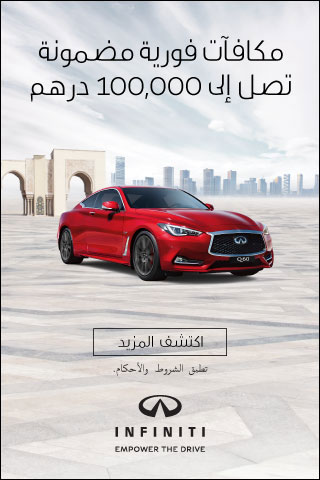 مكافآت فورية مضمونة
تصل إلى 100,000 درهم
Q60
اكتشف المزيد
تطبق الشروط والأحكام.
INFINITI
EMPOWER THE DRIVE